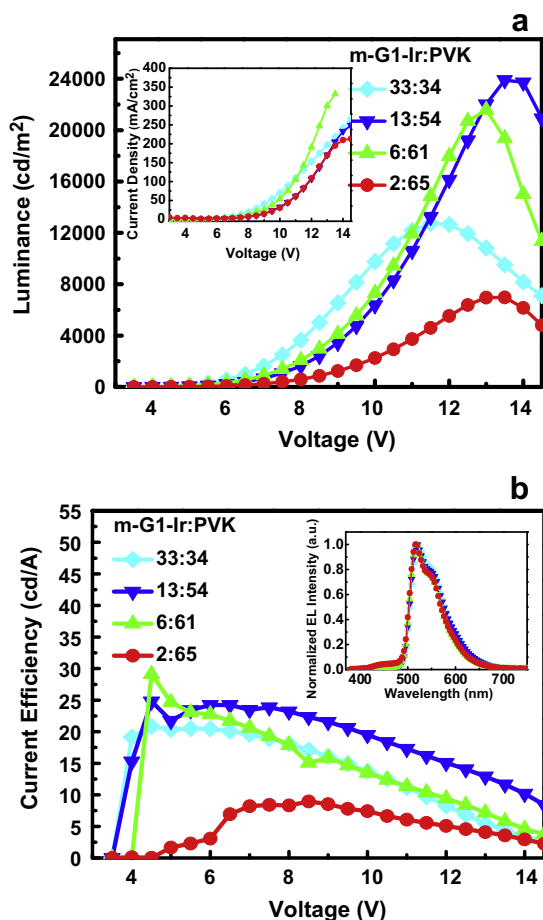 a
Luminance (cd/m²)
24000
20000
16000
12000
8000
4000
0
4 6 8 10 12 14
Voltage (V)
Current Density (mA/cm²)
400
350
300
250
200
150
100
50
0
4 6 8 10 12 14
Voltage (V)
m-G1-Ir:PVK
33:34
13:54
6:61
2:65
b
Currrent Efficiency (cd/A)
55
50
45
40
35
30
25
20
15
10
5
0
4 6 8 10 12 14
Voltage (V)
m-G1-Ir:PVK
33:34
13:54
6:61
2:65
Normalized EL Intensity (a.u.)
1.0
0.8
0.6
0.4
0.2
0.0
400 500 600 700
Wavelength (nm)